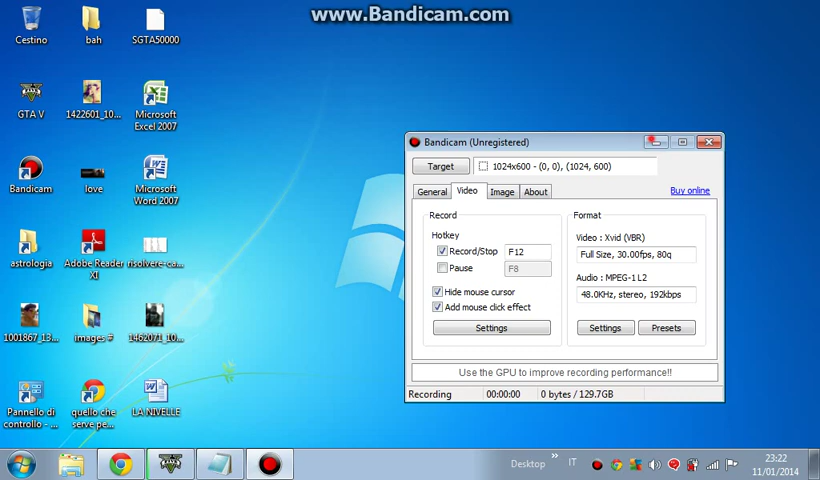 www.Bandicam.com
Cestino
bah
SGTA50000
GTA V
1422601_10...
Microsoft
Excel 2007
Bandicam
love
Microsoft
Word 2007
astrologia
Adobe Reader
XI
risolvere-ca...
1001867_13...
images #
1462071_10...
Pannello di
controllo - ...
quello che
serve pe...
LA NIVELLE
Bandicam (Unregistered)
Target
1024x600 - (0, 0), (1024, 600)
General
Video
Image
About
Buy online
Record
Hotkey
Record/Stop
F12
Pause
F8
Hide mouse cursor
Add mouse click effect
Settings
Format
Video : Xvid (VBR)
Full Size, 30.00fps, 80q
Audio : MPEG-1 L2
48.0KHz, stereo, 192kbps
Settings
Presets
Use the GPU to improve recording performance!!
Recording
00:00:00
0 bytes / 129.7GB
Desktop
IT
23:22
11/01/2014